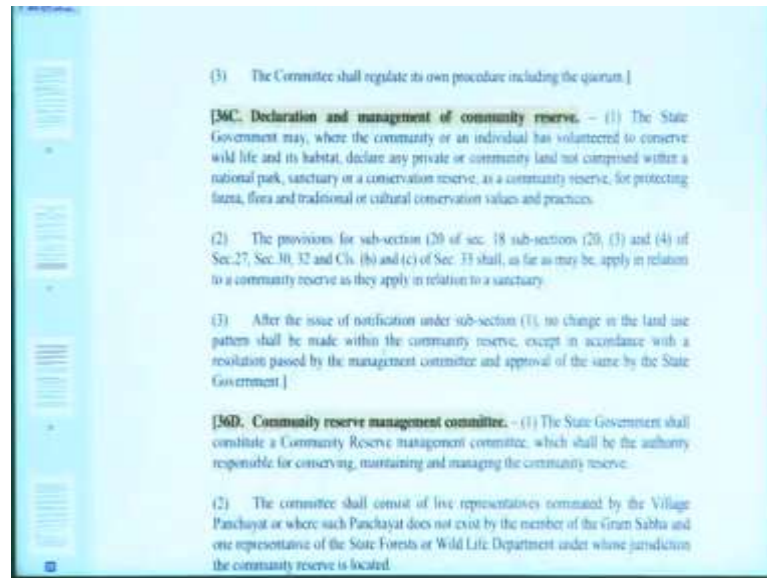 (3) The Committee shall regulate its own procedure including the quorum.]
[36C. Declaration and management of community reserve. – (1) The State
Government may, where the community or an individual has volunteered to conserve
wild life and its habitat, declare any private or community land not comprised within a
national park, sanctuary or a conservation reserve, as a community reserve, for protecting
fauna, flora and traditional or cultural conservation values and practices.
(2) The provisions for sub-section (20 of sec. 18 sub-sections (20, (3) and (4) of
Sec.27, Sec.30, 32 and Cls. (b) and (c) of Sec. 33 shall, as far as may be, apply in relation
to a community reserve as they apply in relation to a sanctuary.
(3) After the issue of notification under sub-section (1), no change in the land use
pattern shall be made within the community reserve, except in accordance with a
resolution passed by the management committee and approval of the same by the State
Government.]
[36D. Community reserve management committee. – (1) The State Government shall
constitute a Community Reserve management committee, which shall be the authority
responsible for conserving, maintaining and managing the community reserve.
(2) The committee shall consist of five representatives nominated by the Village
Panchayat or where such Panchayat does not exist by the member of the Gram Sabha and
one representative of the State Forests or Wild Life Department under whose jurisdiction
the community reserve is located.